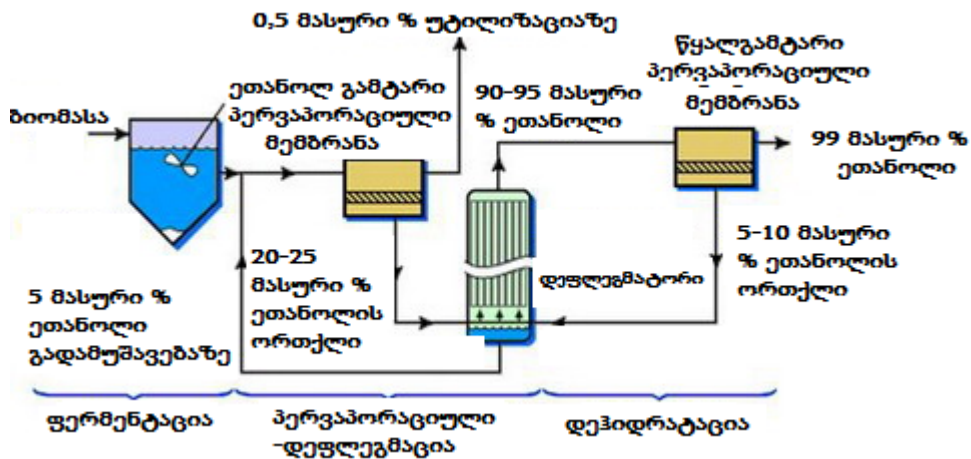 0,5 მასური % უტილიზაციაზე
ეთანოლ გამტარი
პერვაპორაციული
მემბრანა
ბიომასა
90-95 მასური
% ეთანოლი
წყალგამტარი
პერვაპორაციული
მემბრანა
99 მასური %
ეთანოლი
5 მასური %
ეთანოლი
გადამუშავებაზე
20-25
მასური %
ეთანოლის
ორთქლი
დეფლეგმატორი
5-10 მასური
% ეთანოლის
ორთქლი
ფერმენტაცია
პერვაპორაციული
-დეფლეგმაცია
დეჰიდრატაცია